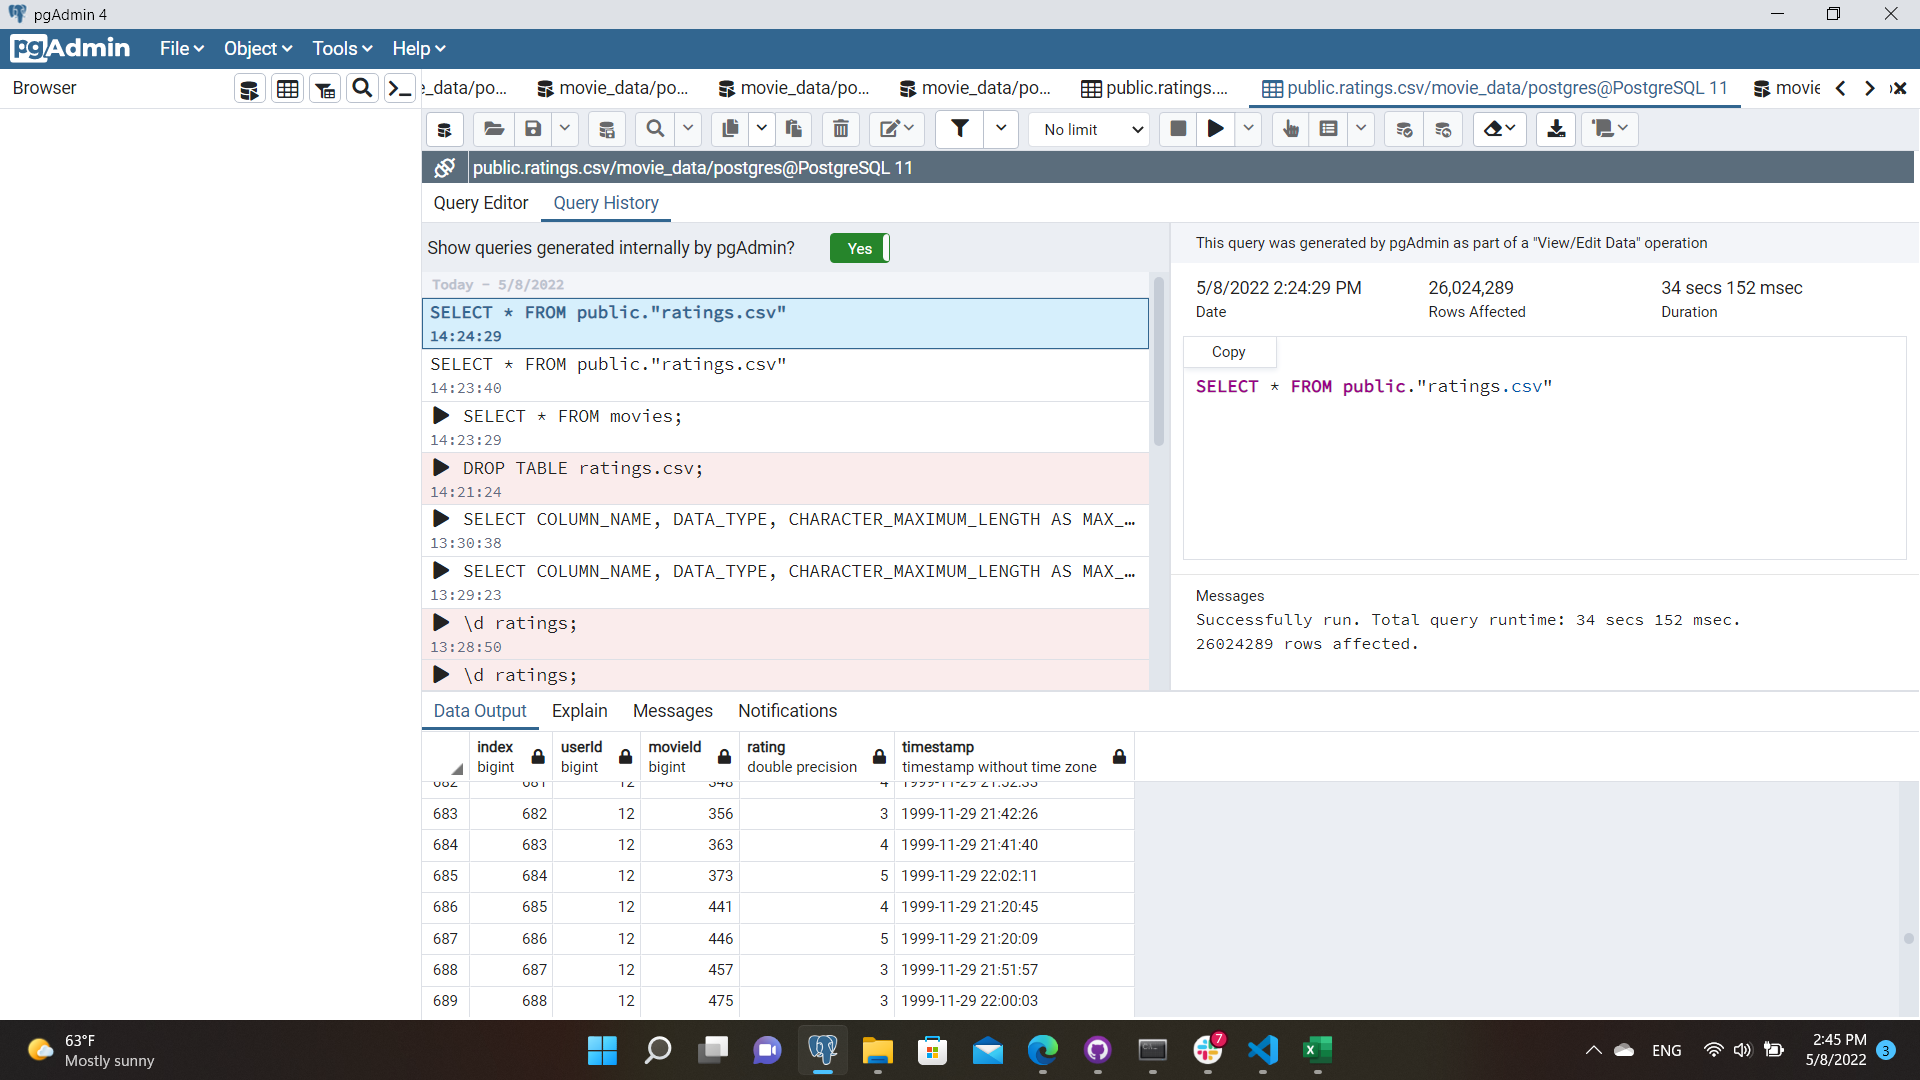 pgAdmin 4
pgAdmin File Object Tools Help
Browser
_data/po... movie_data/po... movie_data/po... movie_data/po... public.ratings.... public.ratings.csv/movie_data/postgres@PostgreSQL 11 movie
No limit
public.ratings.csv/movie_data/postgres@PostgreSQL 11
Query Editor Query History
Show queries generated internally by pgAdmin? Yes
Today - 5/8/2022
SELECT * FROM public."ratings.csv"
14:24:29
SELECT * FROM public."ratings.csv"
14:23:40
SELECT * FROM movies;
14:23:29
DROP TABLE ratings.csv;
14:21:24
SELECT COLUMN_NAME, DATA_TYPE, CHARACTER_MAXIMUM_LENGTH AS MAX_…
13:30:38
SELECT COLUMN_NAME, DATA_TYPE, CHARACTER_MAXIMUM_LENGTH AS MAX_…
13:29:23
\d ratings;
13:28:50
\d ratings;
This query was generated by pgAdmin as part of a "View/Edit Data" operation
5/8/2022 2:24:29 PM 26,024,289 34 secs 152 msec
Date Rows Affected Duration
Copy
SELECT * FROM public."ratings.csv"
Messages
Successfully run. Total query runtime: 34 secs 152 msec.
26024289 rows affected.
Data Output Explain Messages Notifications
index userId movieId rating timestamp
bigint bigint bigint double precision timestamp without time zone
682 681 12 348 4 1999-11-29 21:52:33
683 682 12 356 3 1999-11-29 21:42:26
684 683 12 363 4 1999-11-29 21:41:40
685 684 12 373 5 1999-11-29 22:02:11
686 685 12 441 4 1999-11-29 21:20:45
687 686 12 446 5 1999-11-29 21:20:09
688 687 12 457 3 1999-11-29 21:51:57
689 688 12 475 3 1999-11-29 22:00:03
63°F
Mostly sunny
7
ENG
2:45 PM
5/8/2022
3